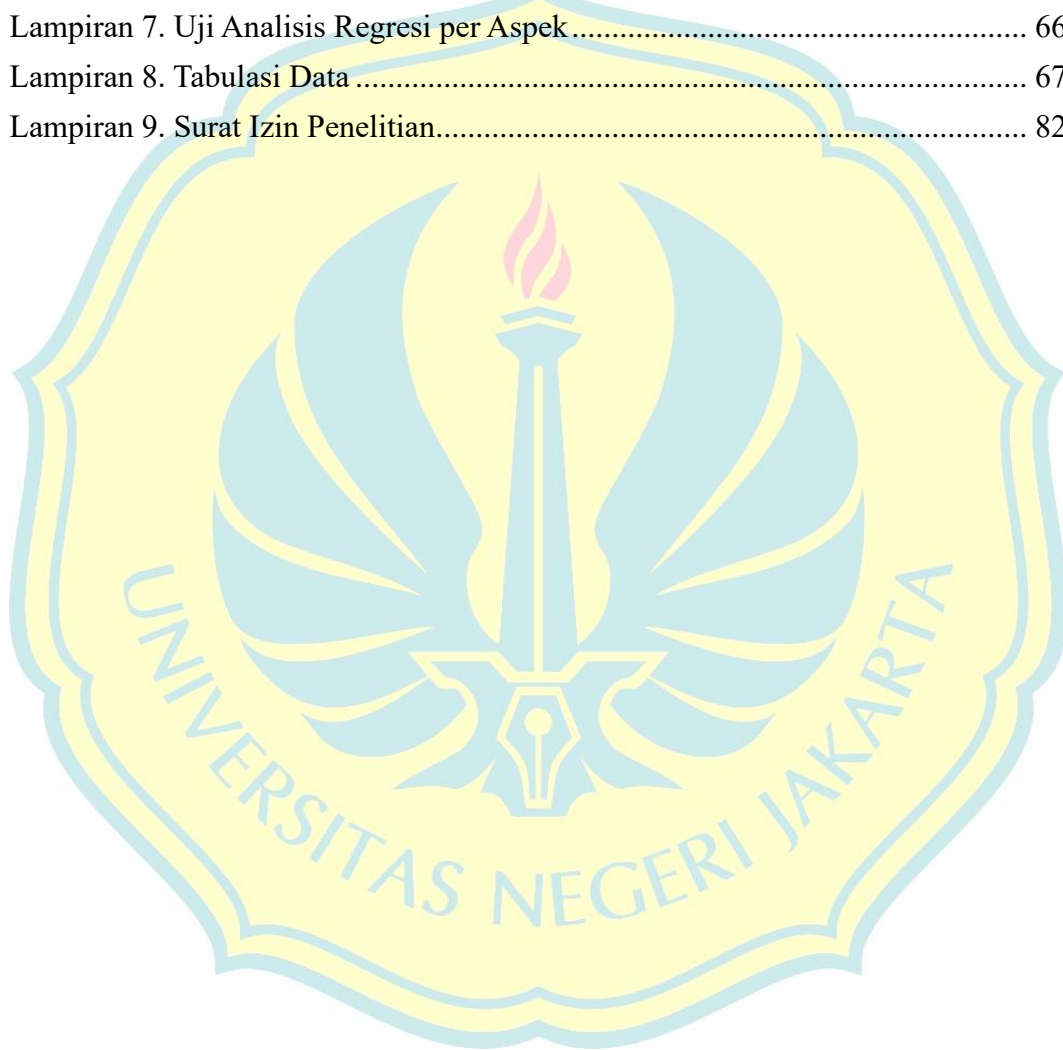 Lampiran 7. Uji Analisis Regresi per Aspek.......................................................... 66
Lampiran 8. Tabulasi Data ..................................................................................... 67
Lampiran 9. Surat Izin Penelitian........................................................................... 82
UNIVERSITAS NEGERI JAKARTA